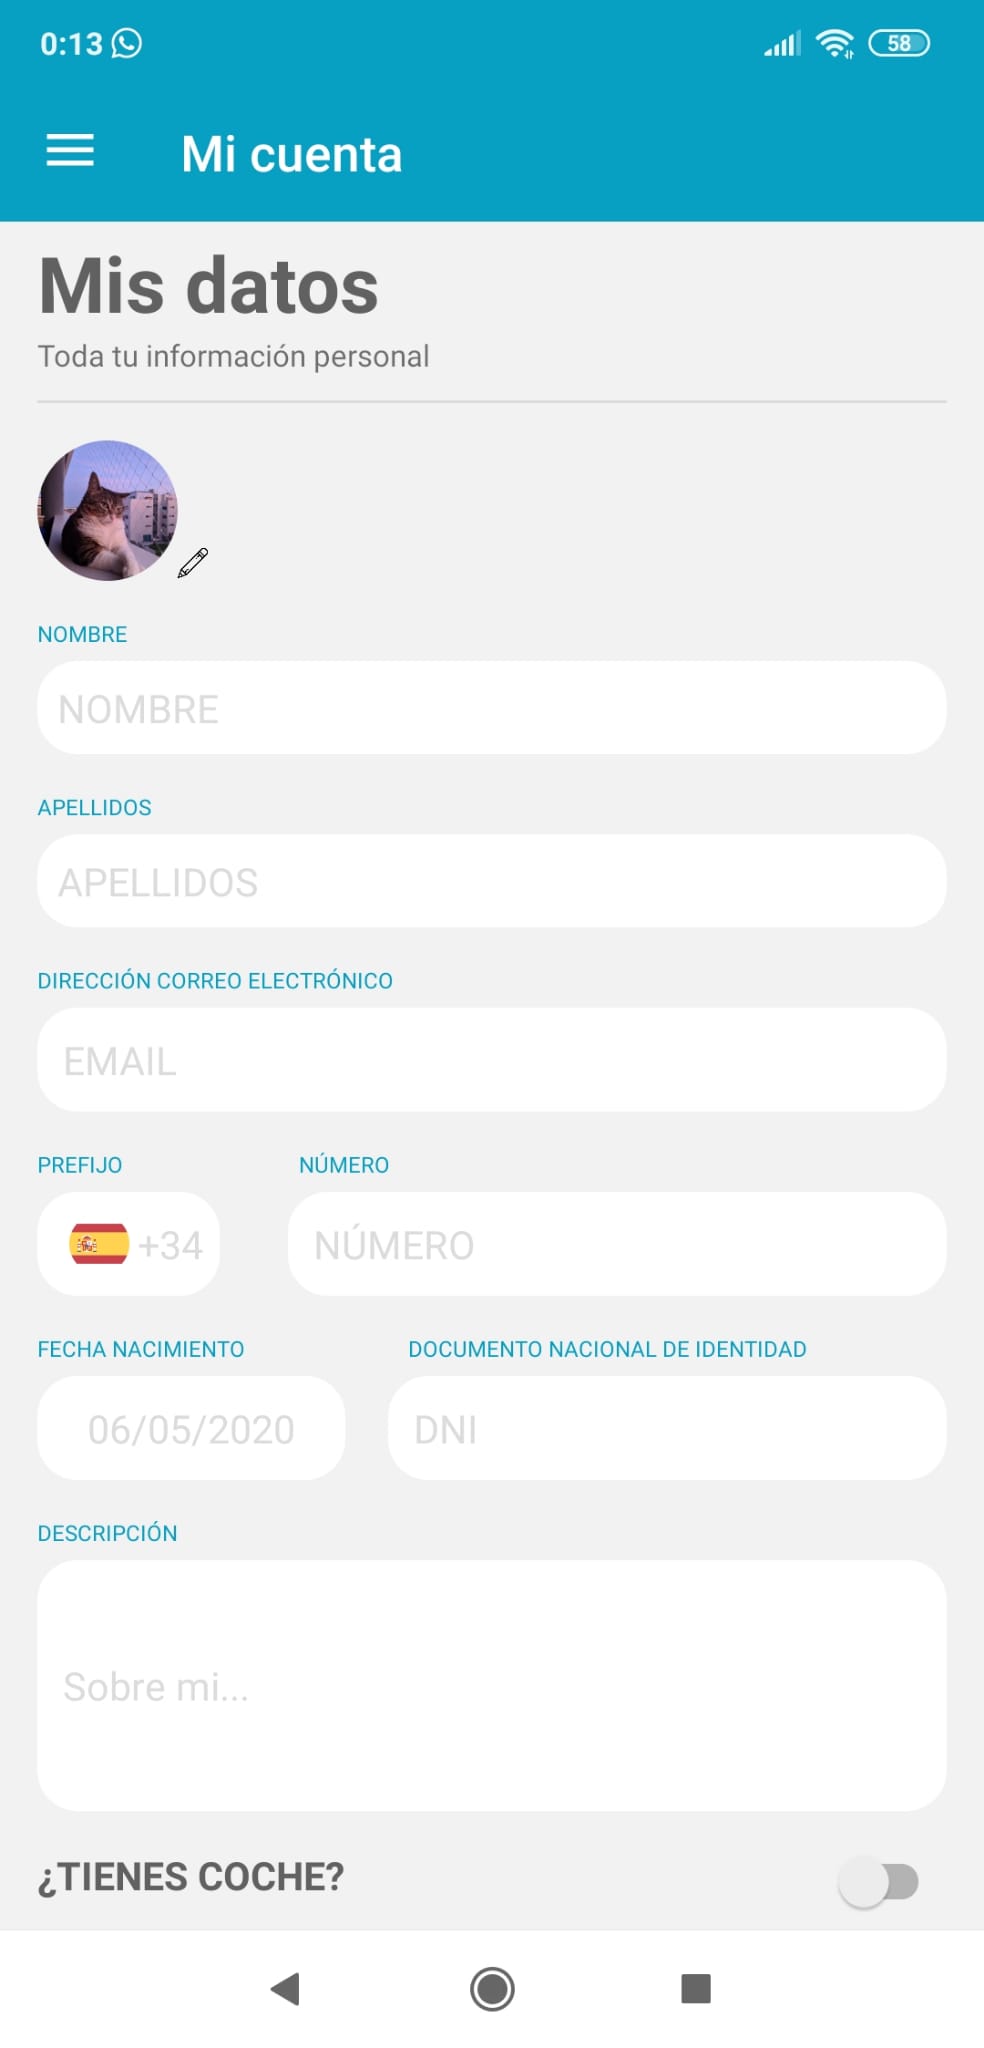 0:13 58
Mi cuenta
Mis datos
Toda tu información personal
NOMBRE
NOMBRE
APELLIDOS
APELLIDOS
DIRECCIÓN CORREO ELECTRÓNICO
EMAIL
PREFIJO NÚMERO
+34 NÚMERO
FECHA NACIMIENTO DOCUMENTO NACIONAL DE IDENTIDAD
06/05/2020 DNI
DESCRIPCIÓN
Sobre mi...
¿TIENES COCHE?